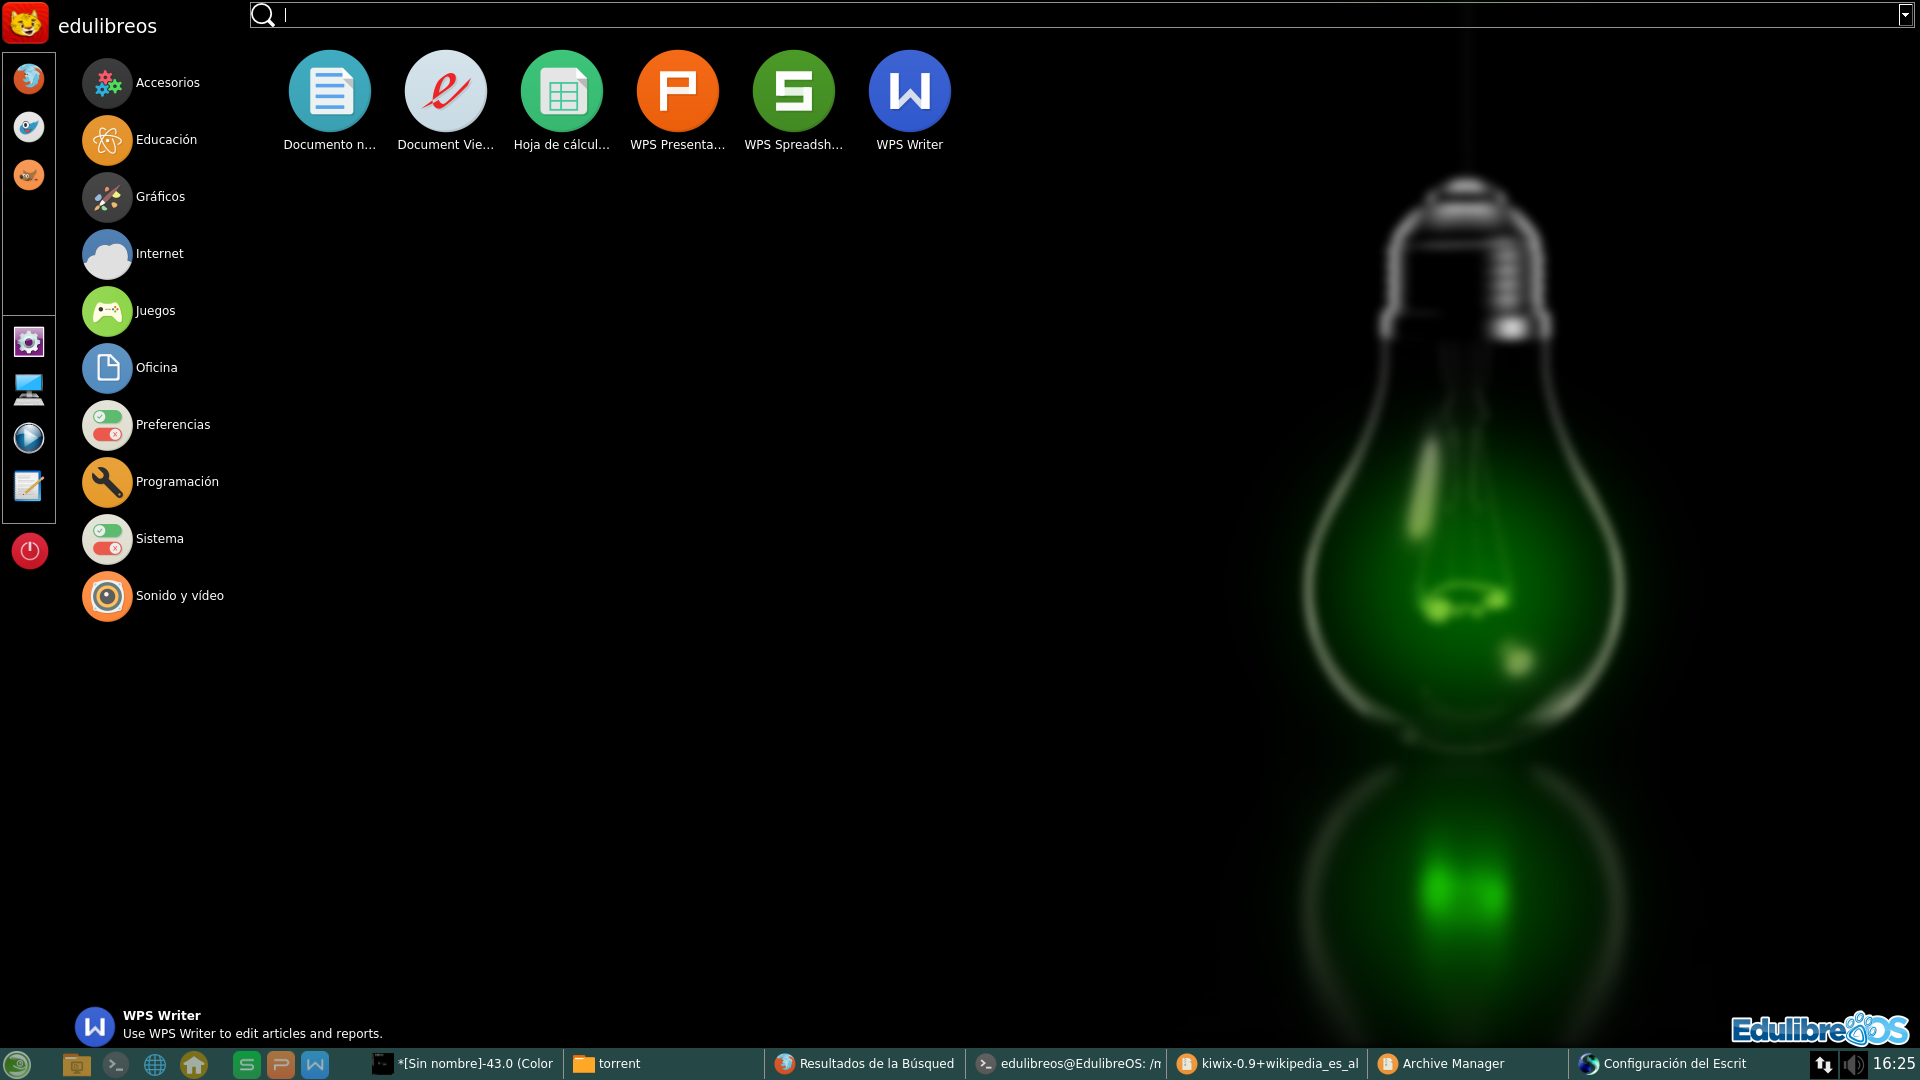 edulibreos
Accesorios
Educación
Gráficos
Internet
Juegos
Oficina
Preferencias
Programación
Sistema
Sonido y vídeo
Documento n...
Document Vie...
Hoja de cálcul...
WPS Presenta...
WPS Spreadsh...
WPS Writer
WPS Writer
Use WPS Writer to edit articles and reports.
EdulibreOS
*[Sin nombre]-43.0 (Color
torrent
Resultados de la Búsqued
edulibreos@EdulibreOS: /m
kiwix-0.9+wikipedia_es_al
Archive Manager
Configuración del Escrit
16:25